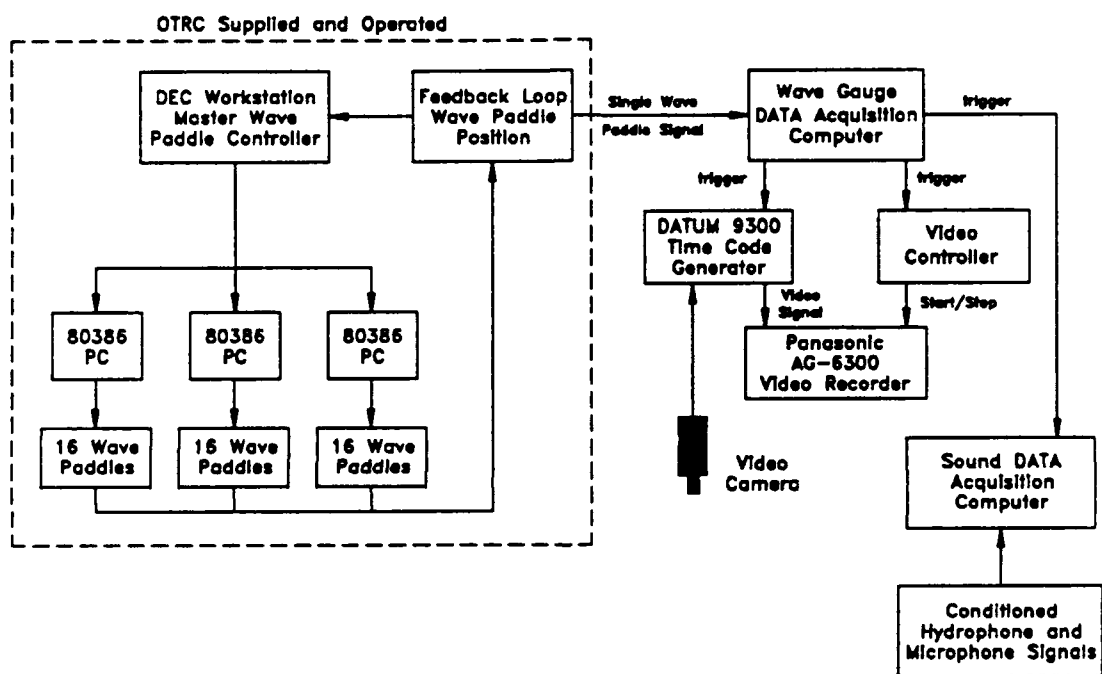 OTRC Supplied and Operated
DEC Workstation
Master Wave
Paddle Controller
Feedback Loop
Wave Paddle
Position
Single Wave
Paddle Signal
Wave Gauge
DATA Acquisition
Computer
trigger
trigger
trigger
DATUM 9300
Time Code
Generator
Video
Controller
Video
Signal
Start/Stop
Panasonic
AG-6300
Video Recorder
80386
PC
80386
PC
80386
PC
16 Wave
Paddles
16 Wave
Paddles
16 Wave
Paddles
Video
Camera
Sound DATA
Acquisition
Computer
Conditioned
Hydrophone and
Microphone Signals